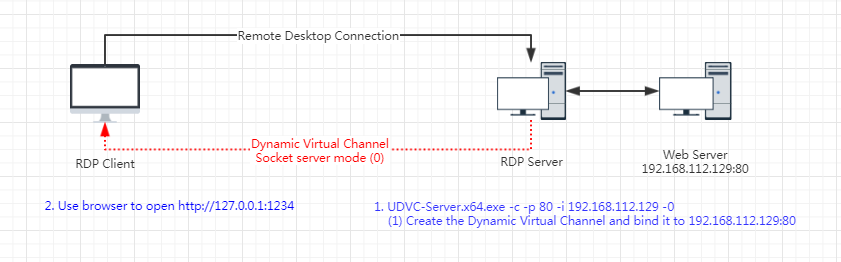 Remote Desktop Connection
Dynamic Virtual Channel
Socket server mode (0)
RDP Client
RDP Server
Web Server
192.168.112.129:80
2. Use browser to open http://127.0.0.1:1234
1. UDVC-Server.x64.exe -c -p 80 -i 192.168.112.129 -0
(1) Create the Dynamic Virtual Channel and bind it to 192.168.112.129:80